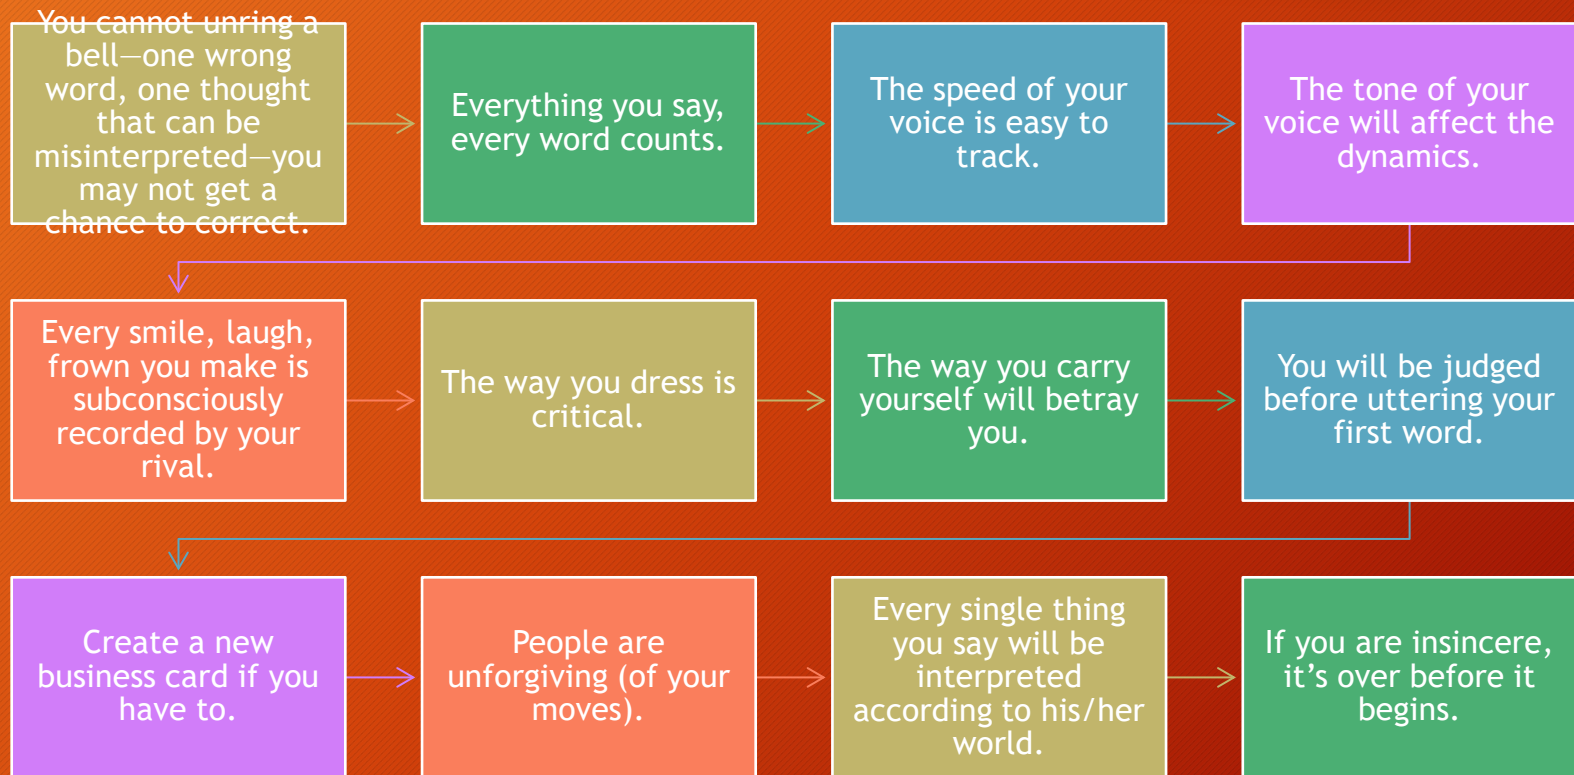 You cannot unring a
bell—one wrong
word, one thought
that can be
misinterpreted—you
may not get a
chance to correct.
Everything you say,
every word counts.
The speed of your
voice is easy to
track.
The tone of your
voice will affect the
dynamics.
Every smile, laugh,
frown you make is
subconsciously
recorded by your
rival.
The way you dress is
critical.
The way you carry
yourself will betray
you.
You will be judged
before uttering your
first word.
Create a new
business card if you
have to.
People are
unforgiving (of your
moves).
Every single thing
you say will be
interpreted
according to his/her
world.
If you are insincere,
it’s over before it
begins.